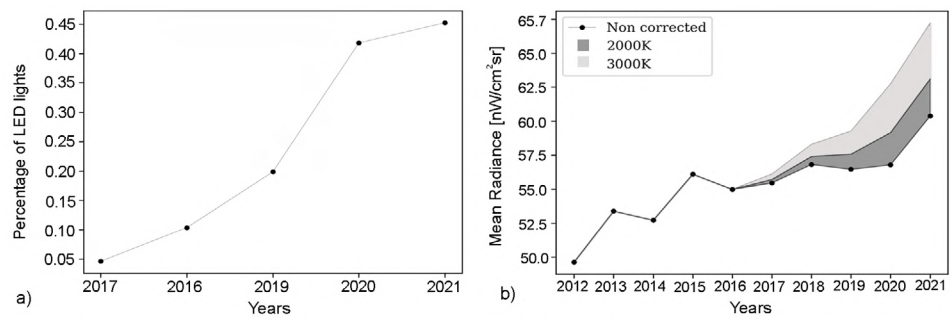 0.45
0.40
0.35
0.30
0.25
0.20
0.15
0.10
0.05
Percentage of LED lights
2017 2016 2019 2020 2021
Years
a)
65.7
65.0
62.5
60.0
57.5
55.0
52.5
50.0
Mean Radiance [nW/cm²sr]
Non corrected
2000K
3000K
2012 2013 2014 2015 2016 2017 2018 2019 2020 2021
Years
b)